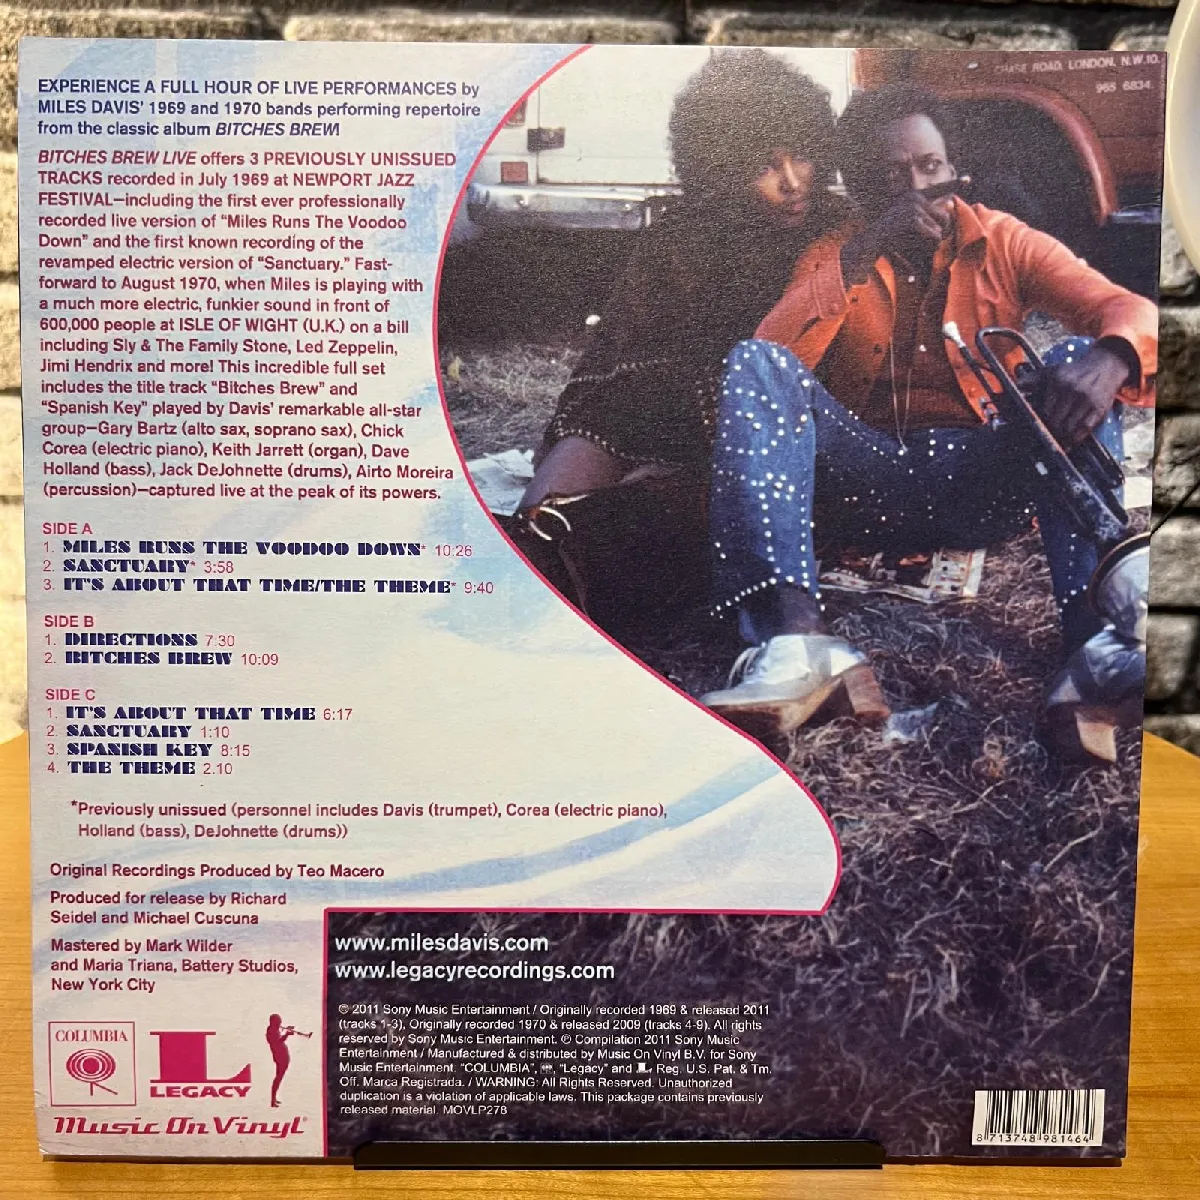 EXPERIENCE A FULL HOUR OF LIVE PERFORMANCES by
MILES DAVIS' 1969 and 1970 bands performing repertoire
from the classic album BITCHES BREW!
BITCHES BREW LIVE offers 3 PREVIOUSLY UNISSUED
TRACKS recorded in July 1969 at NEWPORT JAZZ
FESTIVAL—including the first ever professionally
recorded live version of "Miles Runs The Voodoo
Down" and the first known recording of the
revamped electric version of "Sanctuary." Fast-
forward to August 1970, when Miles is playing with
a much more electric, funkier sound in front of
600,000 people at ISLE OF WIGHT (U.K.) on a bill
including Sly & The Family Stone, Led Zeppelin,
Jimi Hendrix and more! This incredible full set
includes the title track "Bitches Brew" and
"Spanish Key" played by Davis' remarkable all-star
group—Gary Bartz (alto sax, soprano sax), Chick
Corea (electric piano), Keith Jarrett (organ), Dave
Holland (bass), Jack DeJohnette (drums), Airto Moreira
(percussion)—captured live at the peak of its powers.
SIDE A
1. MILES RUNS THE VOODOO DOWN* 10:26
2. SANCTUARY* 3:58
3. IT'S ABOUT THAT TIME/THE THEME* 9:40
SIDE B
1. DIRECTIONS 7:30
2. BITCHES BREW 10:09
SIDE C
1. IT'S ABOUT THAT TIME 6:17
2. SANCTUARY 1:10
3. SPANISH KEY 8:15
4. THE THEME 2.10
*Previously unissued (personnel includes Davis (trumpet), Corea (electric piano),
Holland (bass), DeJohnette (drums))
Original Recordings Produced by Teo Macero
Produced for release by Richard
Seidel and Michael Cuscuna
Mastered by Mark Wilder
and Maria Triana, Battery Studios,
New York City
COLUMBIA
L
LEGACY
Music On Vinyl
www.milesdavis.com
www.legacyrecordings.com
℗ 2011 Sony Music Entertainment / Originally recorded 1969 & released 2011
(tracks 1-3), Originally recorded 1970 & released 2009 (tracks 4-9). All rights
reserved by Sony Music Entertainment. ℗ Compilation 2011 Sony Music
Entertainment / Manufactured & distributed by Music On Vinyl B.V. for Sony
Music Entertainment. "COLUMBIA", "Legacy" and L Reg. U.S. Pat. & Tm.
Off. Marca Registrada. / WARNING: All Rights Reserved. Unauthorized
duplication is a violation of applicable laws. This package contains previously
released material. MOVLP278
8 713748 981464
CHASE ROAD, LONDON, N.W.10.
965 6834